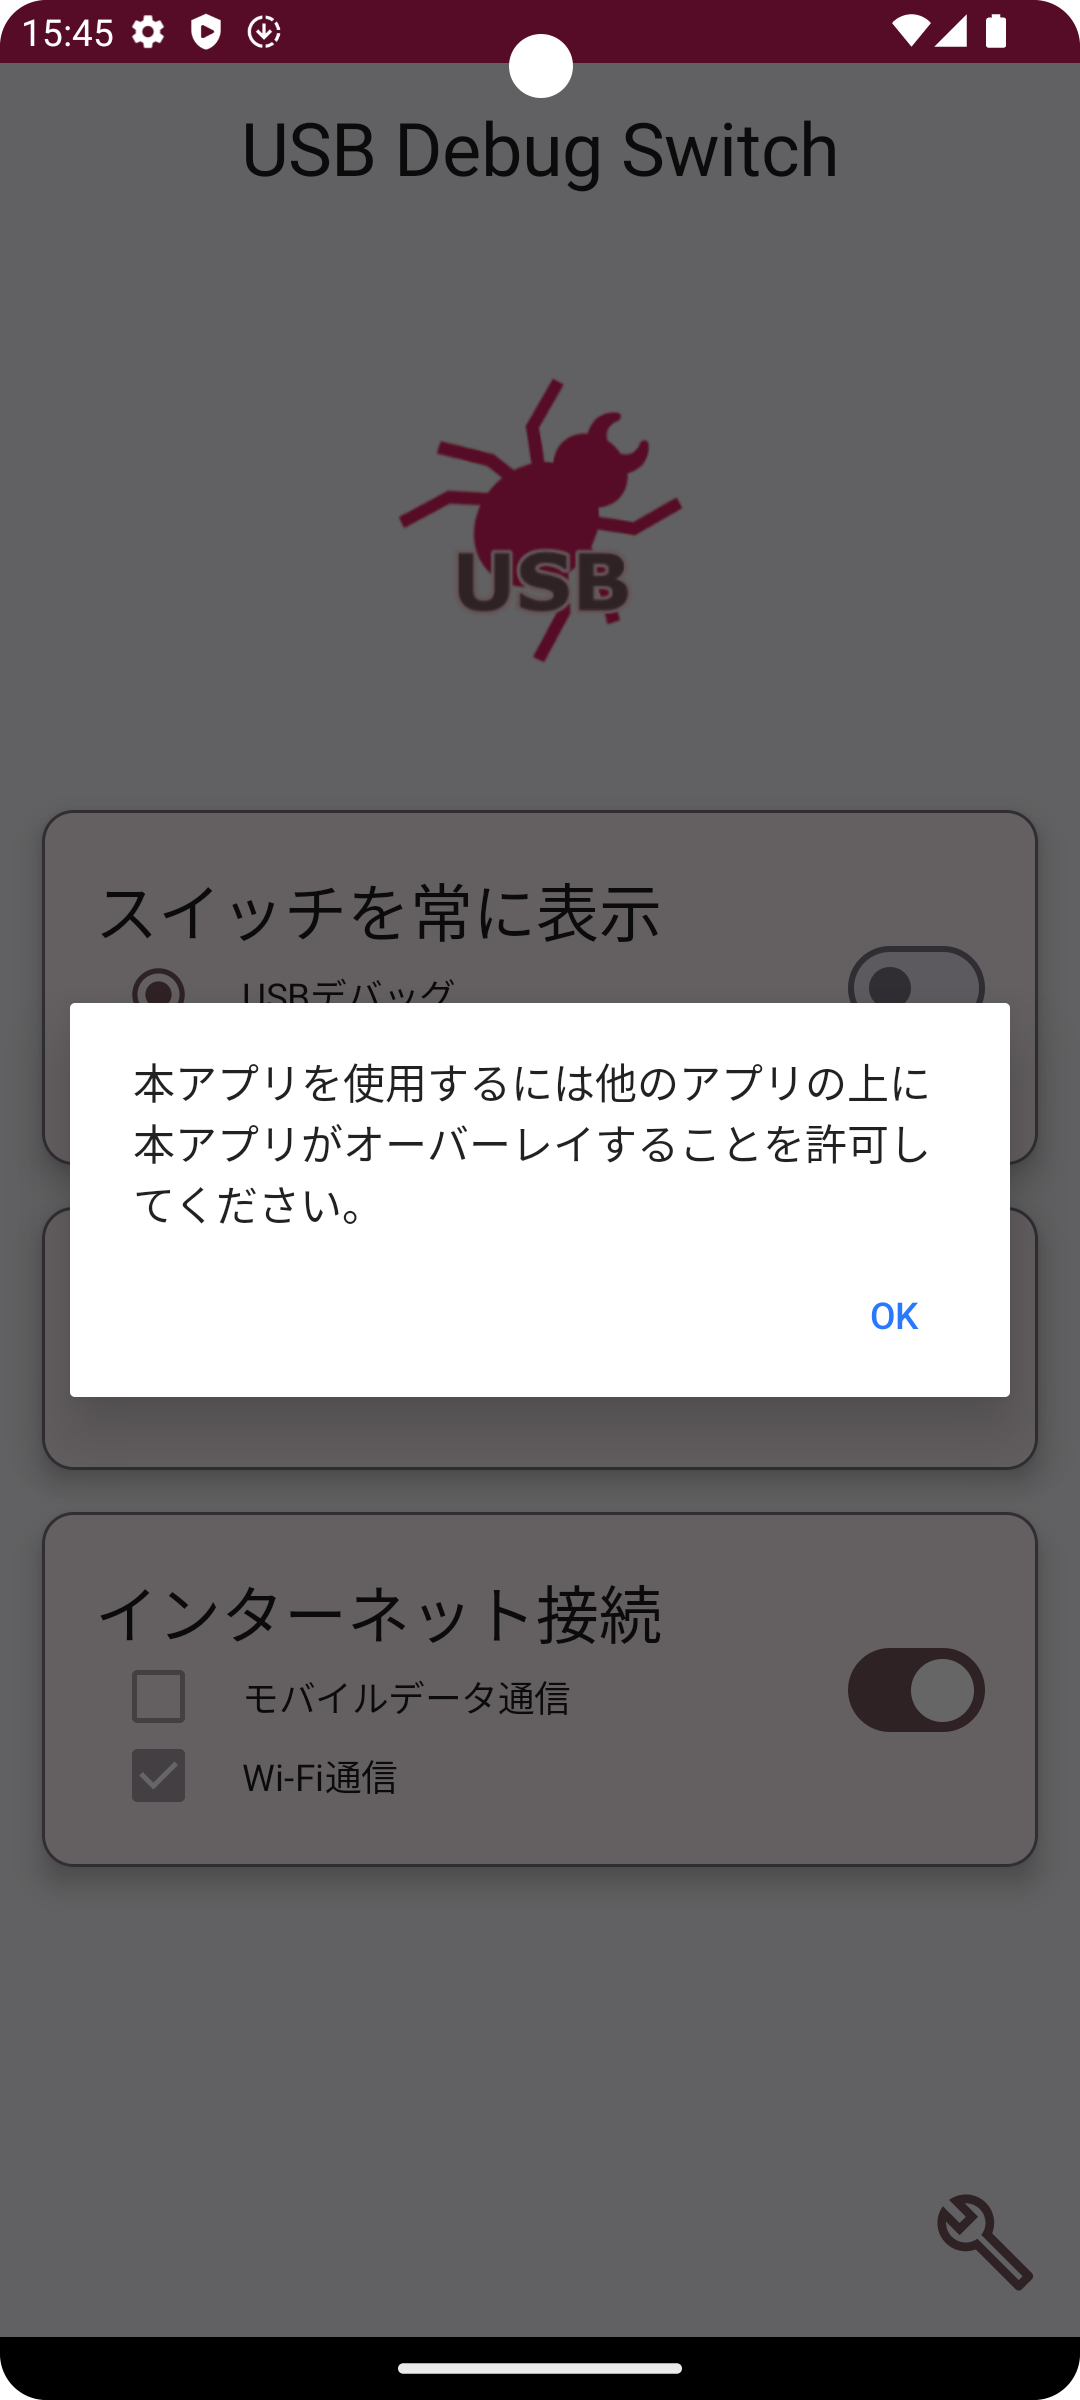 15:45
USB Debug Switch
USB
スイッチを常に表示
USBデバッグ
本アプリを使用するには他のアプリの上に
本アプリがオーバーレイすることを許可し
てください。
OK
インターネット接続
モバイルデータ通信
Wi-Fi通信